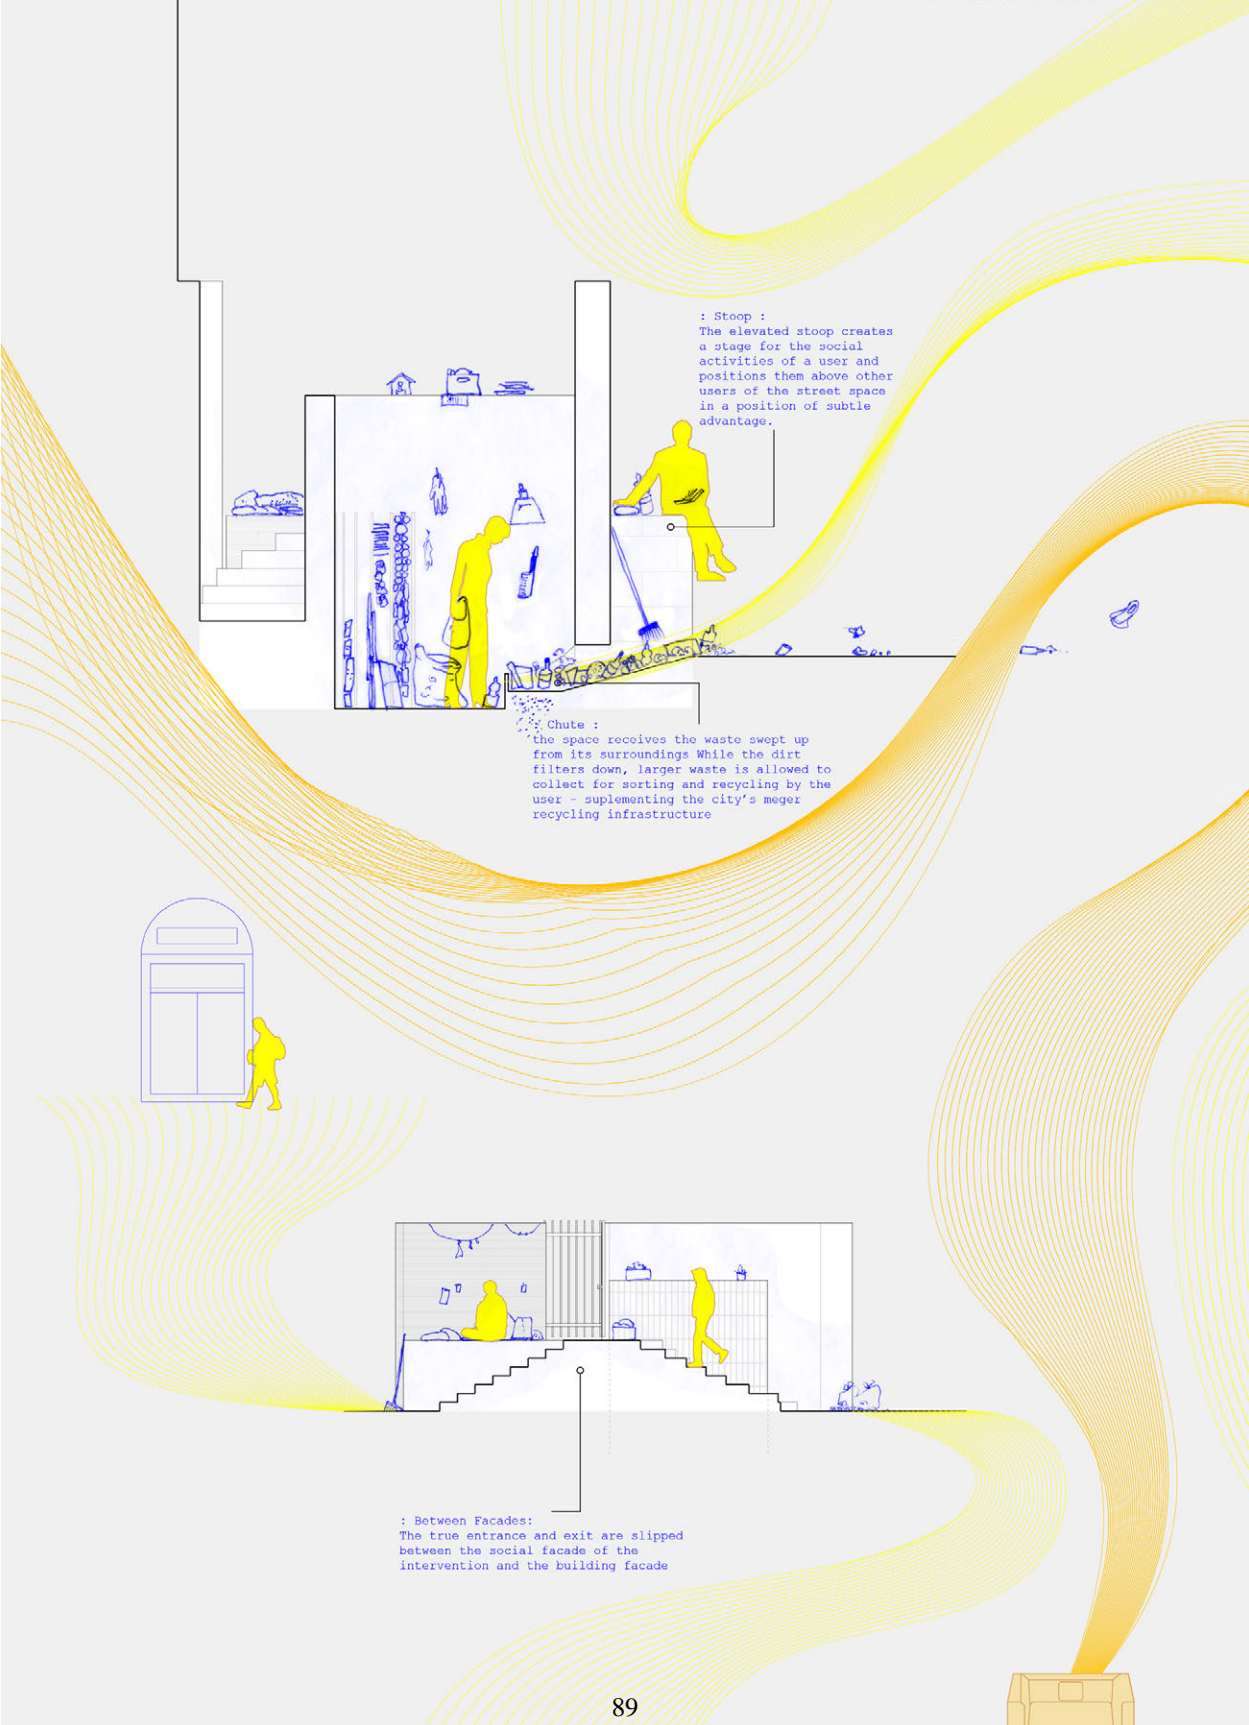 : Stoop :
The elevated stoop creates
a stage for the social
activities of a user and
positions them above other
users of the street space
in a position of subtle
advantage.
: Chute :
the space receives the waste swept up
from its surroundings While the dirt
filters down, larger waste is allowed to
collect for sorting and recycling by the
user - suplementing the city's meger
recycling infrastructure
: Between Facades:
The true entrance and exit are slipped
between the social facade of the
intervention and the building facade
89